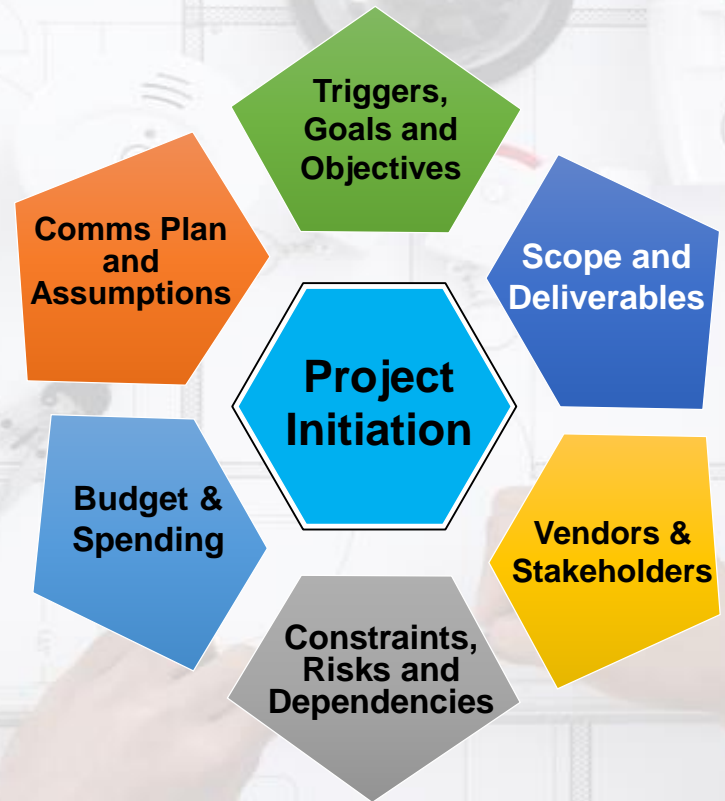 Triggers,
Goals and
Objectives
Scope and
Deliverables
Vendors &
Stakeholders
Constraints,
Risks and
Dependencies
Budget &
Spending
Comms Plan
and
Assumptions
Project
Initiation